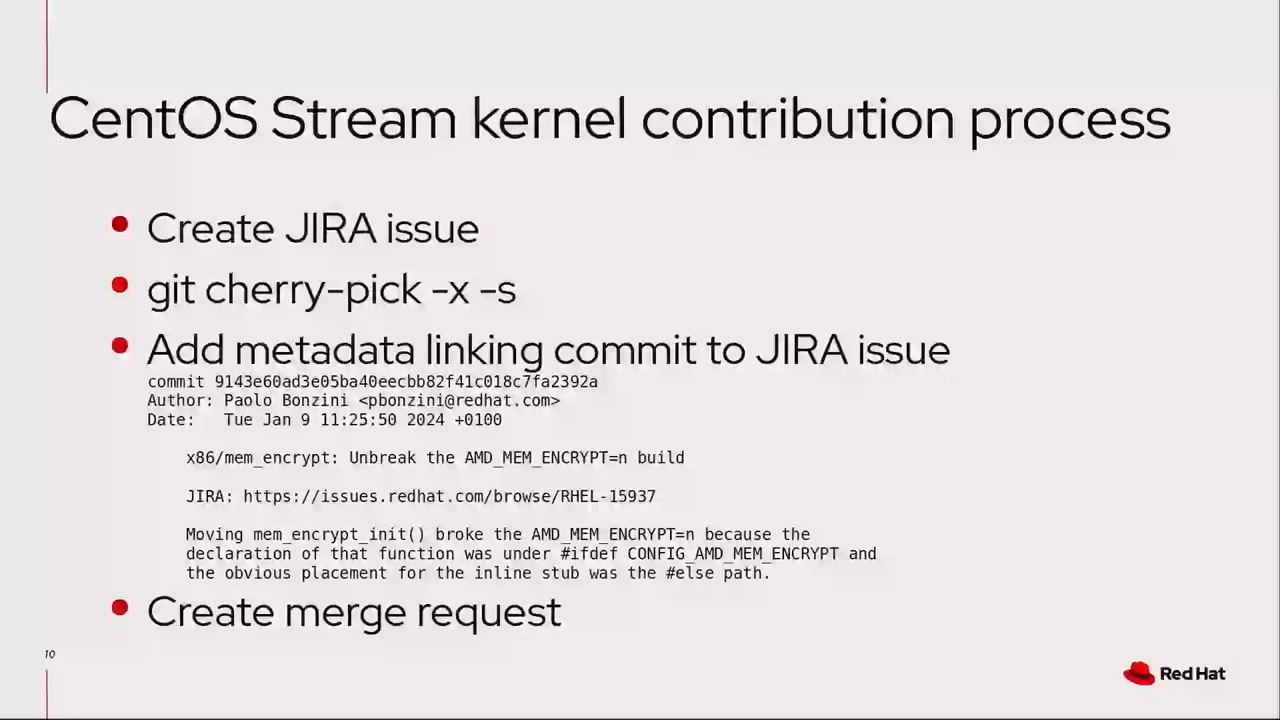 CentOS Stream kernel contribution process
• Create JIRA issue
• git cherry-pick -x -s
• Add metadata linking commit to JIRA issue
commit 9143e60ad3e05ba40eecbb82f41c018c7fa2392a
Author: Paolo Bonzini <pbonzini@redhat.com>
Date:   Tue Jan 9 11:25:50 2024 +0100
x86/mem_encrypt: Unbreak the AMD_MEM_ENCRYPT=n build
JIRA: https://issues.redhat.com/browse/RHEL-15937
Moving mem_encrypt_init() broke the AMD_MEM_ENCRYPT=n because the
declaration of that function was under #ifdef CONFIG_AMD_MEM_ENCRYPT and
the obvious placement for the inline stub was the #else path.
• Create merge request
10
Red Hat